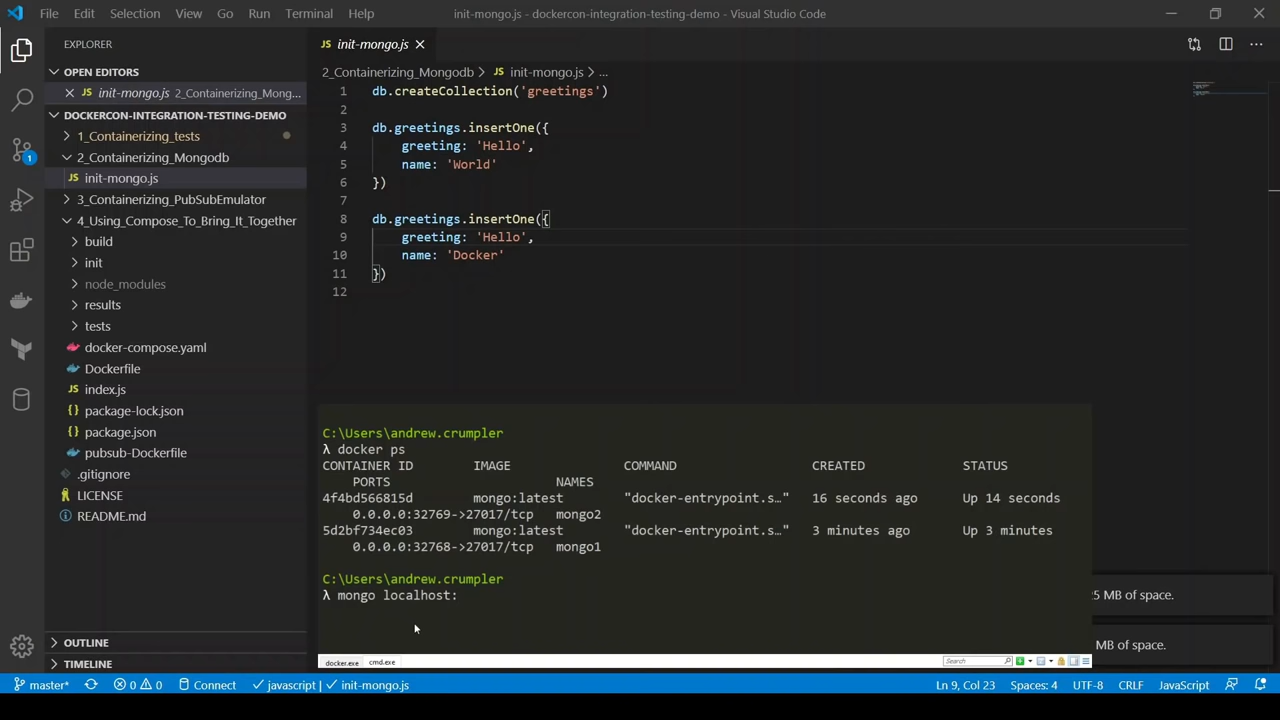 File Edit Selection View Go Run Terminal Help
init-mongo.js - dockercon-integration-testing-demo - Visual Studio Code
EXPLORER
OPEN EDITORS
init-mongo.js 2_Containerizing_Mong...
DOCKERCON-INTEGRATION-TESTING-DEMO
1_Containerizing_tests
2_Containerizing_Mongodb
JS init-mongo.js
3_Containerizing_PubSubEmulator
4_Using_Compose_To_Bring_It_Together
build
init
node_modules
results
tests
docker-compose.yaml
Dockerfile
JS index.js
{} package-lock.json
{} package.json
pubsub-Dockerfile
.gitignore
LICENSE
README.md
OUTLINE
TIMELINE
JS init-mongo.js
2_Containerizing_Mongodb > JS init-mongo.js > ...
1 db.createCollection('greetings')
2
3 db.greetings.insertOne({
4 greeting: 'Hello',
5 name: 'World'
6 })
7
8 db.greetings.insertOne({
9 greeting: 'Hello',
10 name: 'Docker'
11 })
12
C:\Users\andrew.crumpler
λ docker ps
CONTAINER ID IMAGE COMMAND CREATED STATUS
PORTS NAMES
4f4bd566815d mongo:latest "docker-entrypoint.s…" 16 seconds ago Up 14 seconds
0.0.0.0:32769->27017/tcp mongo2
5d2bf734ec03 mongo:latest "docker-entrypoint.s…" 3 minutes ago Up 3 minutes
0.0.0.0:32768->27017/tcp mongo1
C:\Users\andrew.crumpler
λ mongo localhost:
25 MB of space.
MB of space.
docker.exe cmd.exe
Search
master* 0 0 Connect javascript | init-mongo.js
Ln 9, Col 23 Spaces: 4 UTF-8 CRLF JavaScript